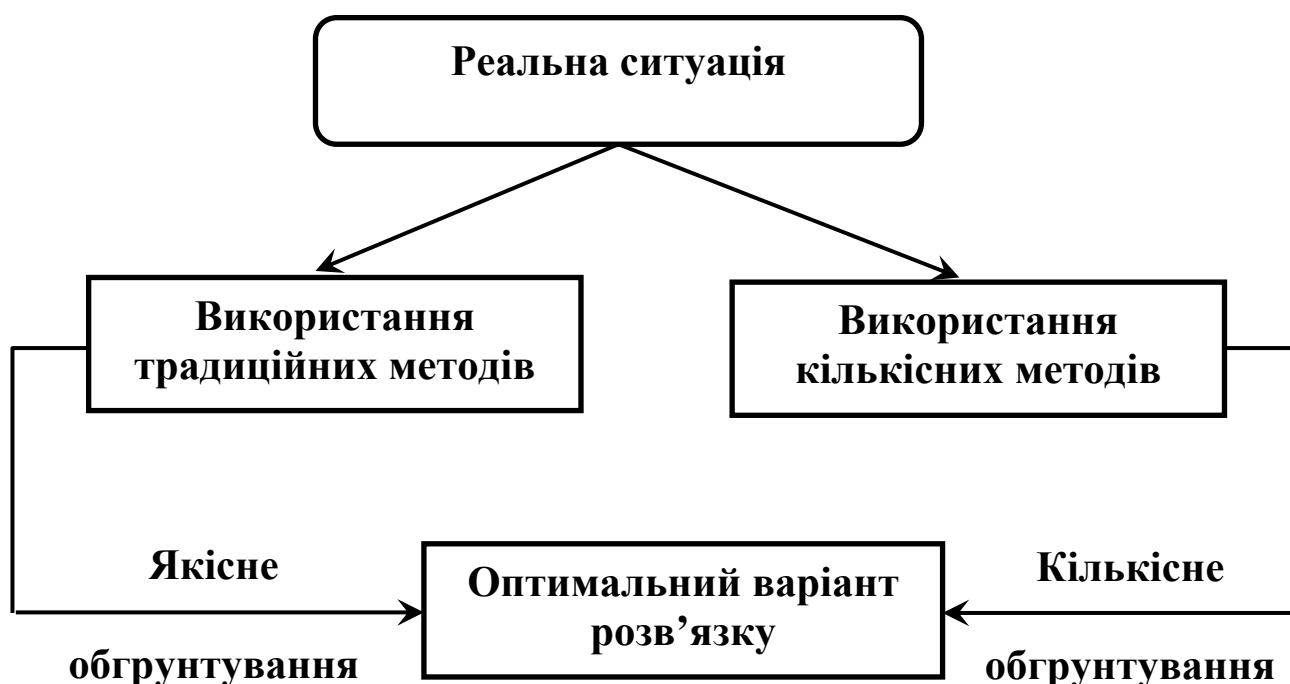 Реальна ситуація
Використання
традиційних методів
Використання
кількісних методів
Якісне
обгрунтування
Оптимальний варіант
розв’язку
Кількісне
обгрунтування